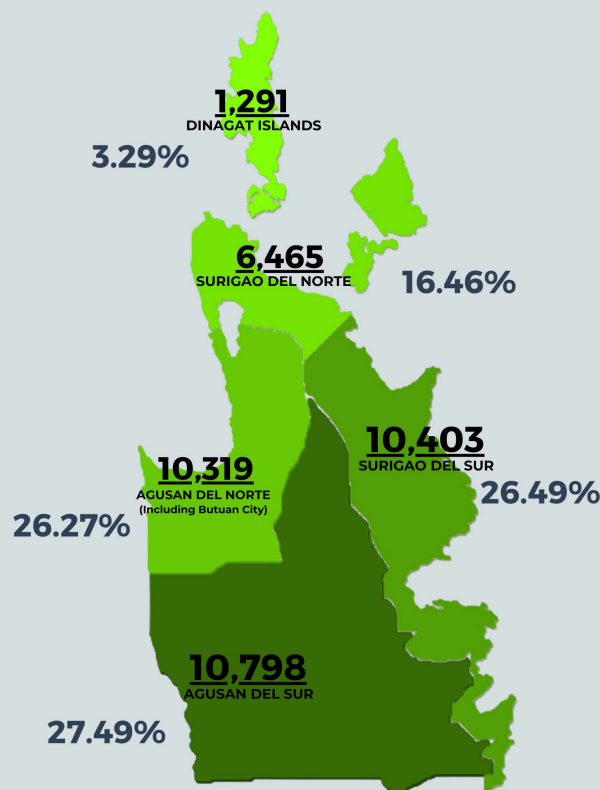 1,291
DINAGAT ISLANDS
3.29%
6,465
SURIGAO DEL NORTE
16.46%
10,403
SURIGAO DEL SUR
26.49%
10,319
AGUSAN DEL NORTE
(Including Butuan City)
26.27%
10,798
AGUSAN DEL SUR
27.49%